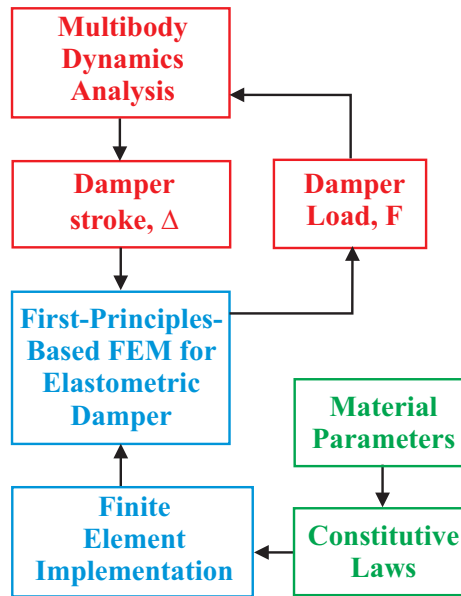 Multibody
Dynamics
Analysis
Damper
stroke, Δ
Damper
Load, F
First-Principles-
Based FEM for
Elastometric
Damper
Material
Parameters
Finite
Element
Implementation
Constitutive
Laws